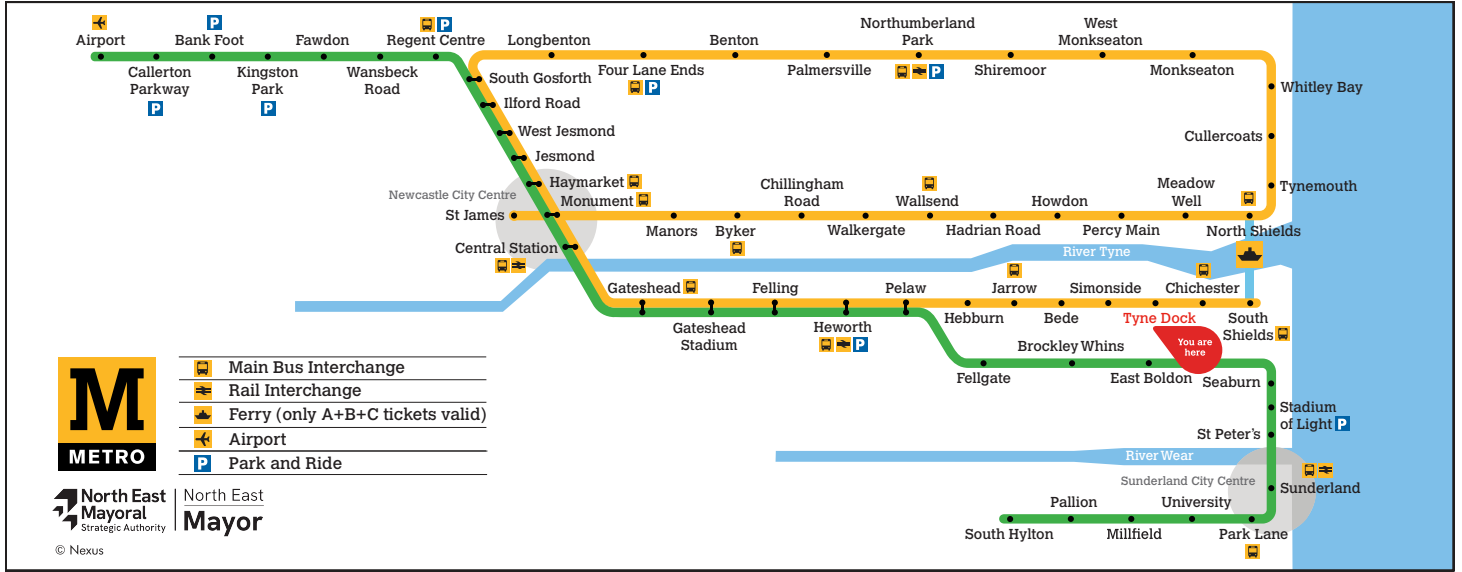 Airport
Callerton
Parkway
Bank Foot
Kingston
Park
Fawdon
Wansbeck
Road
Regent Centre
Longbenton
Four Lane Ends
Benton
Palmersville
Northumberland
Park
Shiremoor
West
Monkseaton
Monkseaton
Whitley Bay
Cullercoats
Tynemouth
South Gosforth
Ilford Road
West Jesmond
Jesmond
Newcastle City Centre
Haymarket
Monument
St James
Central Station
Manors
Byker
Chillingham
Road
Walkergate
Wallsend
Hadrian Road
Howdon
Percy Main
Meadow
Well
North Shields
River Tyne
Gateshead
Gateshead
Stadium
Felling
Heworth
Pelaw
Hebburn
Jarrow
Bede
Simonside
Tyne Dock
Chichester
South
Shields
You are
here
Fellgate
Brockley Whins
East Boldon
Seaburn
Stadium
of Light
St Peter's
River Wear
Sunderland City Centre
Sunderland
Park Lane
University
Millfield
Pallion
South Hylton
M
METRO
Main Bus Interchange
Rail Interchange
Ferry (only A+B+C tickets valid)
Airport
P Park and Ride
North East
Mayoral
Strategic Authority
North East
Mayor
© Nexus